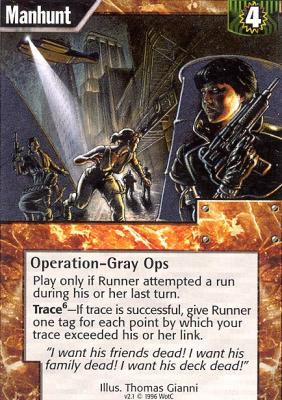 Manhunt
4
Operation–Gray Ops
Play only if Runner attempted a run
during his or her last turn.
Trace⁶–If trace is successful, give Runner
one tag for each point by which your
trace exceeded his or her link.
"I want his friends dead! I want his
family dead! I want his deck dead!"
Illus. Thomas Gianni
v2.1 © 1996 WotC